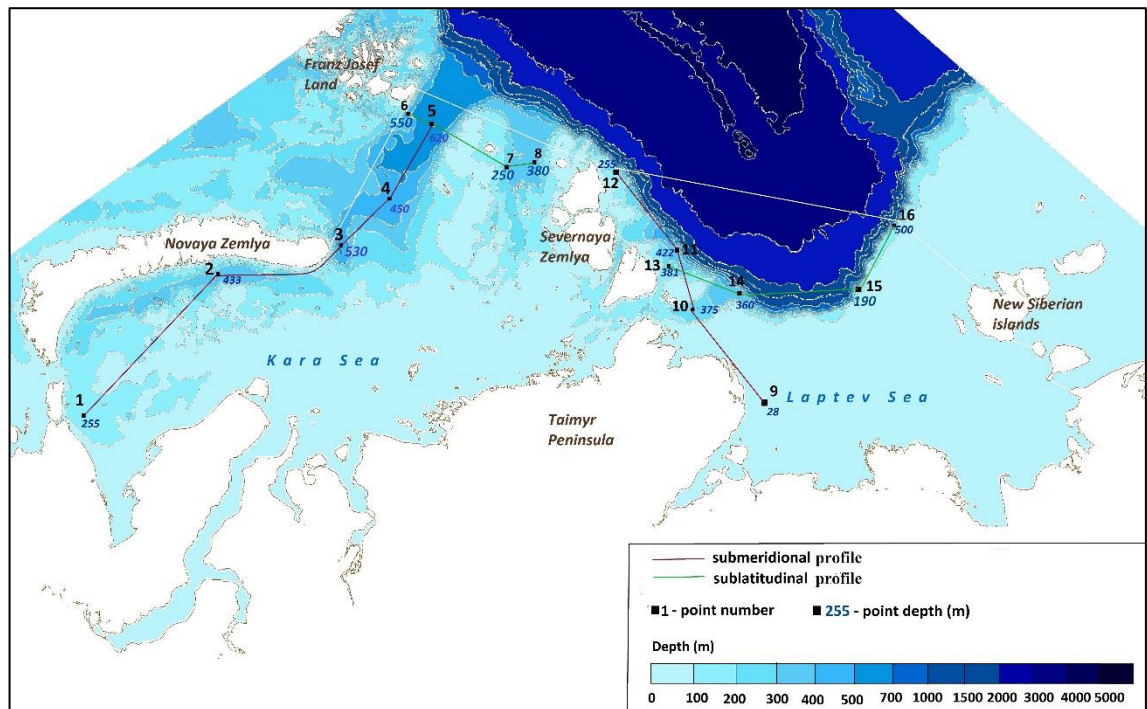 Franz Josef
Land
6
550
5
620
7
250
8
380
255
12
4
450
16
500
Novaya Zemlya
3
530
2
433
Severnaya
Zemlya
422
11
13
381
14
360
15
190
10
375
New Siberian
islands
Kara Sea
1
255
9
28
Laptev Sea
Taimyr
Peninsula
submeridional profile
sublatitudinal profile
1 - point number
255 - point depth (m)
Depth (m)
0 100 200 300 400 500 700 1000 1500 2000 3000 4000 5000